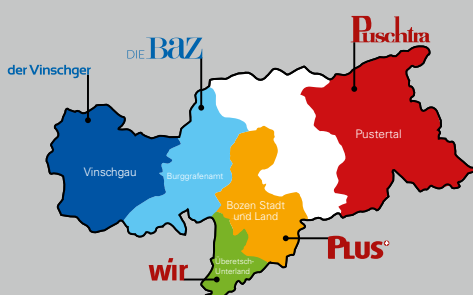 Puschtra
DIE BAZ
der Vinschger
Pustertal
Vinschgau
Burggrafenamt
Bozen Stadt
und Land
PLUS+
Überetsch-
Unterland
wir